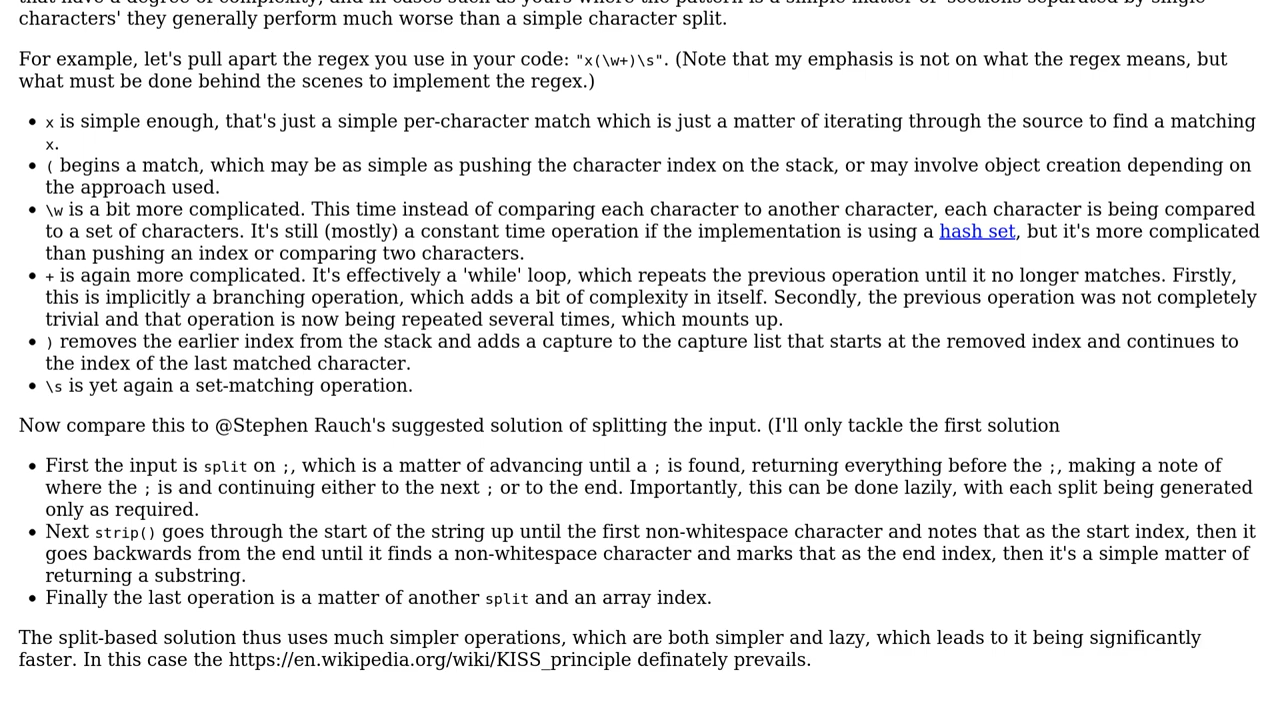 characters' they generally perform much worse than a simple character split.
For example, let's pull apart the regex you use in your code: "x(\w+)\s". (Note that my emphasis is not on what the regex means, but
what must be done behind the scenes to implement the regex.)
• x is simple enough, that's just a simple per-character match which is just a matter of iterating through the source to find a matching
x.
• ( begins a match, which may be as simple as pushing the character index on the stack, or may involve object creation depending on
the approach used.
• \w is a bit more complicated. This time instead of comparing each character to another character, each character is being compared
to a set of characters. It's still (mostly) a constant time operation if the implementation is using a hash set, but it's more complicated
than pushing an index or comparing two characters.
• + is again more complicated. It's effectively a 'while' loop, which repeats the previous operation until it no longer matches. Firstly,
this is implicitly a branching operation, which adds a bit of complexity in itself. Secondly, the previous operation was not completely
trivial and that operation is now being repeated several times, which mounts up.
• ) removes the earlier index from the stack and adds a capture to the capture list that starts at the removed index and continues to
the index of the last matched character.
• \s is yet again a set-matching operation.
Now compare this to @Stephen Rauch's suggested solution of splitting the input. (I'll only tackle the first solution
• First the input is split on ;, which is a matter of advancing until a ; is found, returning everything before the ;, making a note of
where the ; is and continuing either to the next ; or to the end. Importantly, this can be done lazily, with each split being generated
only as required.
• Next strip() goes through the start of the string up until the first non-whitespace character and notes that as the start index, then it
goes backwards from the end until it finds a non-whitespace character and marks that as the end index, then it's a simple matter of
returning a substring.
• Finally the last operation is a matter of another split and an array index.
The split-based solution thus uses much simpler operations, which are both simpler and lazy, which leads to it being significantly
faster. In this case the https://en.wikipedia.org/wiki/KISS_principle definately prevails.